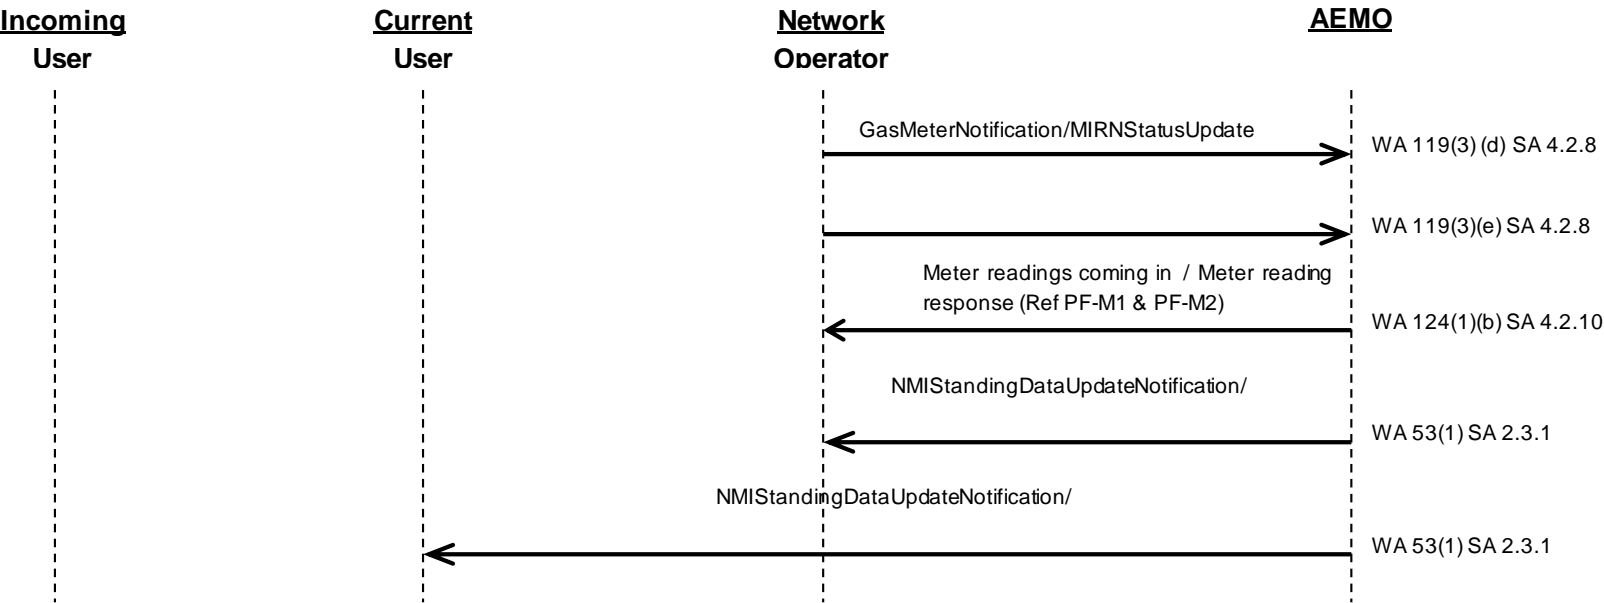 Incoming
User
Current
User
Network
Operator
AEMO
GasMeterNotification/MIRNStatusUpdate
WA 119(3) (d) SA 4.2.8
WA 119(3)(e) SA 4.2.8
Meter readings coming in / Meter reading
response (Ref PF-M1 & PF-M2)
WA 124(1)(b) SA 4.2.10
NMIStandingDataUpdateNotification/
WA 53(1) SA 2.3.1
NMIStandingDataUpdateNotification/
WA 53(1) SA 2.3.1